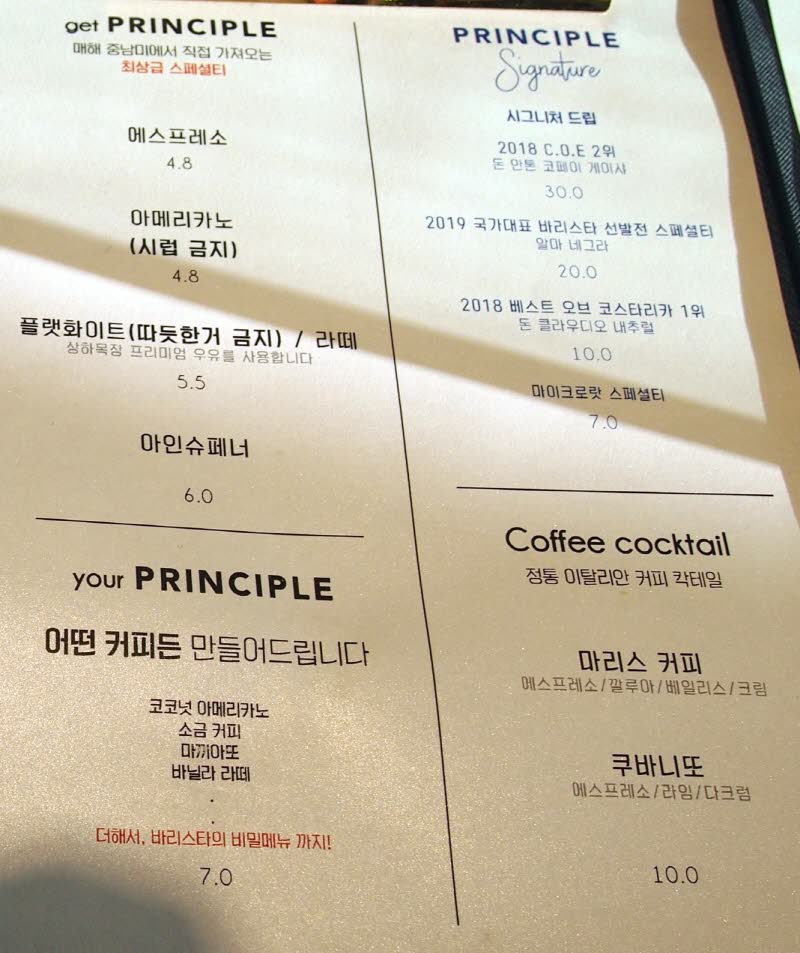 get PRINCIPLE
매해 중남미에서 직접 가져오는
최상급 스페셜티
에스프레소
4.8
아메리카노
(시럽 금지)
4.8
플랫화이트(따듯한거 금지) / 라떼
상하목장 프리미엄 우유를 사용합니다
5.5
아인슈페너
6.0
your PRINCIPLE
어떤 커피든 만들어드립니다
코코넛 아메리카노
소금 커피
마끼아또
바닐라 라떼
.
.
더해서, 바리스타의 비밀메뉴 까지!
7.0
PRINCIPLE
Signature
시그니처 드립
2018 C.O.E 2위
돈 안톤 코페이 게이샤
30.0
2019 국가대표 바리스타 선발전 스페셜티
알마 네그라
20.0
2018 베스트 오브 코스타리카 1위
돈 클라우디오 내추럴
10.0
마이크로랏 스페셜티
7.0
Coffee cocktail
정통 이탈리안 커피 칵테일
마리스 커피
에스프레소/깔루아/베일리스/크림
쿠바니또
에스프레소/라임/다크럼
10.0